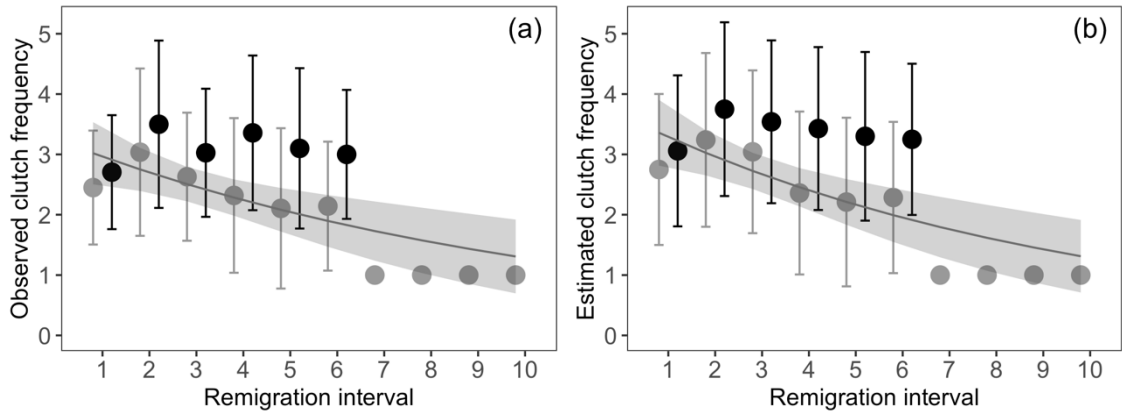 (a)
Observed clutch frequency
5
4
3
2
1
0
1 2 3 4 5 6 7 8 9 10
Remigration interval
(b)
Estimated clutch frequency
5
4
3
2
1
0
1 2 3 4 5 6 7 8 9 10
Remigration interval